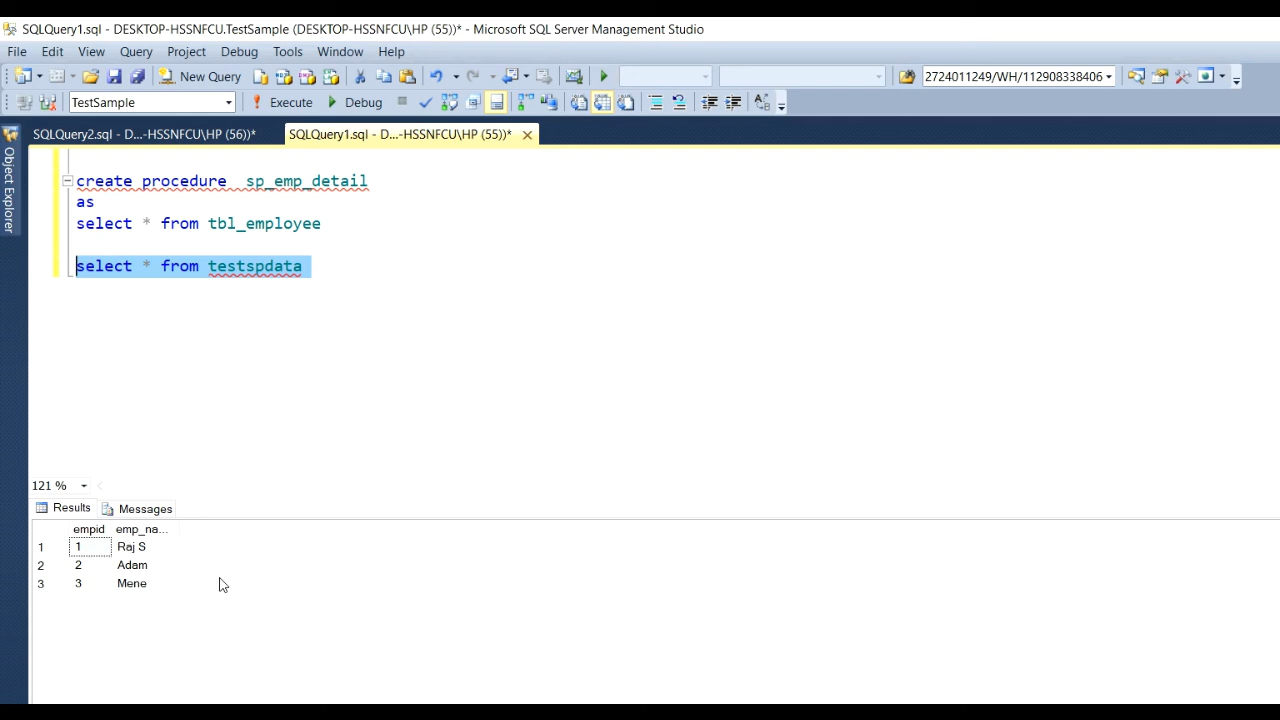 SQLQuery1.sql - DESKTOP-HSSNFCU.TestSample (DESKTOP-HSSNFCU\HP (55))* - Microsoft SQL Server Management Studio
File Edit View Query Project Debug Tools Window Help
New Query 2724011249/WH/112908338406
TestSample Execute Debug
SQLQuery2.sql - D...-HSSNFCU\HP (56))* SQLQuery1.sql - D...-HSSNFCU\HP (55))*
Object Explorer
create procedure sp_emp_detail
as
select * from tbl_employee
select * from testspdata
121 %
Results Messages
empid emp_na...
1 1 Raj S
2 2 Adam
3 3 Mene